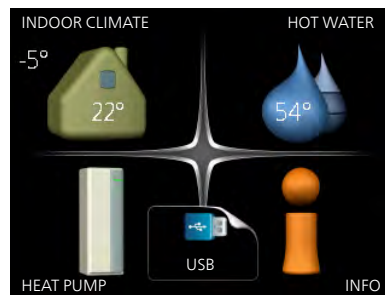 INDOOR CLIMATE
HOT WATER
-5°
22°
54°
USB
HEAT PUMP
INFO